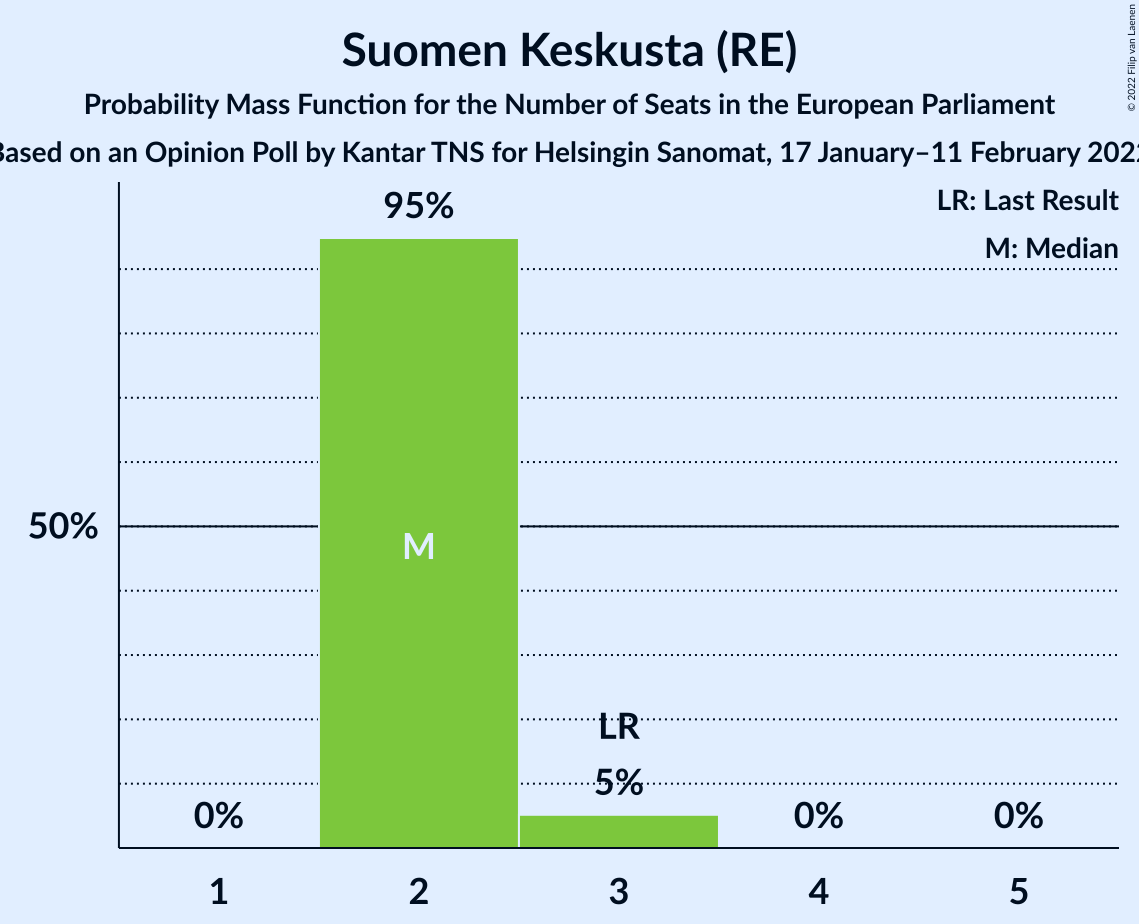 Suomen Keskusta (RE)
Probability Mass Function for the Number of Seats in the European Parliament
Based on an Opinion Poll by Kantar TNS for Helsingin Sanomat, 17 January–11 February 2022
© 2022 Filip van Laenen
LR: Last Result
M: Median
95%
50%
M
LR
5%
0%
0%
0%
1
2
3
4
5